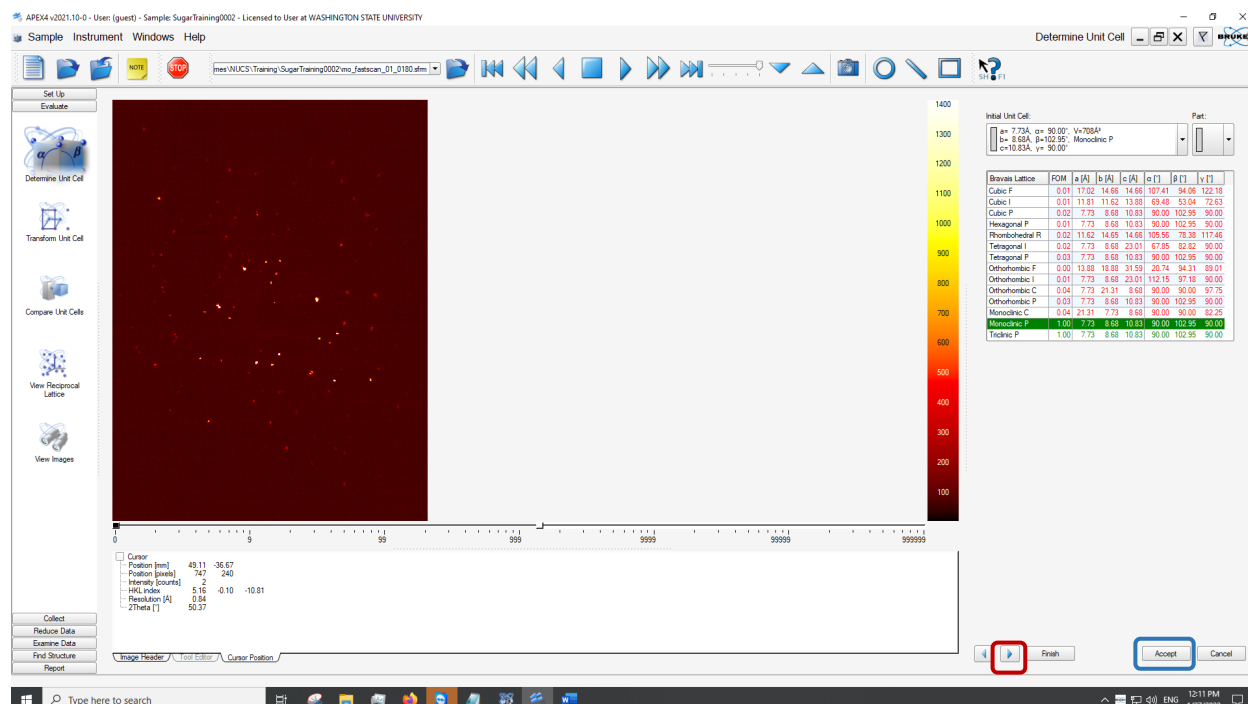 APEX4 v2021.10-0 - User: (guest) - Sample: SugarTraining0002 - Licensed to User at WASHINGTON STATE UNIVERSITY
Sample Instrument Windows Help
Determine Unit Cell
BRUKE
NOTE
STOP
mes\NUCS\Training\SugarTraining0002\mo_fastscan_01_0180.sfrm
SH FI
Set Up
Evaluate
Determine Unit Cell
Transform Unit Cell
Compare Unit Cells
View Reciprocal
Lattice
View Images
Collect
Reduce Data
Examine Data
Find Structure
Report
1400
1300
1200
1100
1000
900
800
700
600
500
400
300
200
100
0 9 99 999 9999 99999 999999
Cursor
Position [mm] 49.11 -36.67
Position [pixels] 747 240
Intensity [counts] 2
HKL index 5.16 -0.10 -10.81
Resolution [Å] 0.84
2Theta [°] 50.37
Image Header Tool Editor Cursor Position
Initial Unit Cell: Part:
a= 7.73Å, α= 90.00°, V=708Å³
b= 8.68Å, β=102.95°, Monoclinic P
c=10.83Å, γ= 90.00°
Bravais Lattice FOM a [Å] b [Å] c [Å] α [°] β [°] γ [°]
Cubic F 0.01 17.02 14.66 14.66 107.41 94.06 122.18
Cubic I 0.01 11.81 11.62 13.88 69.48 53.04 72.63
Cubic P 0.02 7.73 8.68 10.83 90.00 102.95 90.00
Hexagonal P 0.01 7.73 8.68 10.83 90.00 102.95 90.00
Rhombohedral R 0.02 11.62 14.65 14.66 105.56 78.38 117.46
Tetragonal I 0.02 7.73 8.68 23.01 67.85 82.82 90.00
Tetragonal P 0.03 7.73 8.68 10.83 90.00 102.95 90.00
Orthorhombic F 0.00 13.88 18.88 31.59 20.74 94.31 89.01
Orthorhombic I 0.01 7.73 8.68 23.01 112.15 97.18 90.00
Orthorhombic C 0.04 7.73 21.31 8.68 90.00 90.00 97.75
Orthorhombic P 0.03 7.73 8.68 10.83 90.00 102.95 90.00
Monoclinic C 0.04 21.31 7.73 8.68 90.00 90.00 82.25
Monoclinic P 1.00 7.73 8.68 10.83 90.00 102.95 90.00
Triclinic P 1.00 7.73 8.68 10.83 90.00 102.95 90.00
Finish Accept Cancel
Type here to search
ENG
12:11 PM